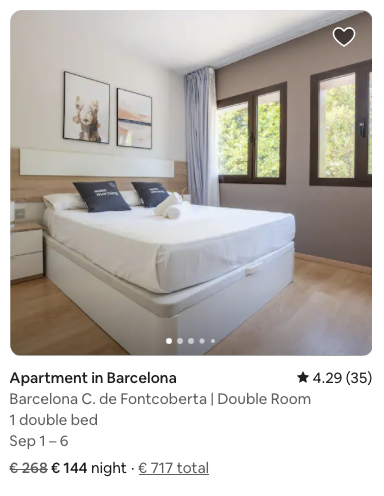 Apartment in Barcelona
★ 4.29 (35)
Barcelona C. de Fontcoberta | Double Room
1 double bed
Sep 1 – 6
€ 268 € 144 night · € 717 total